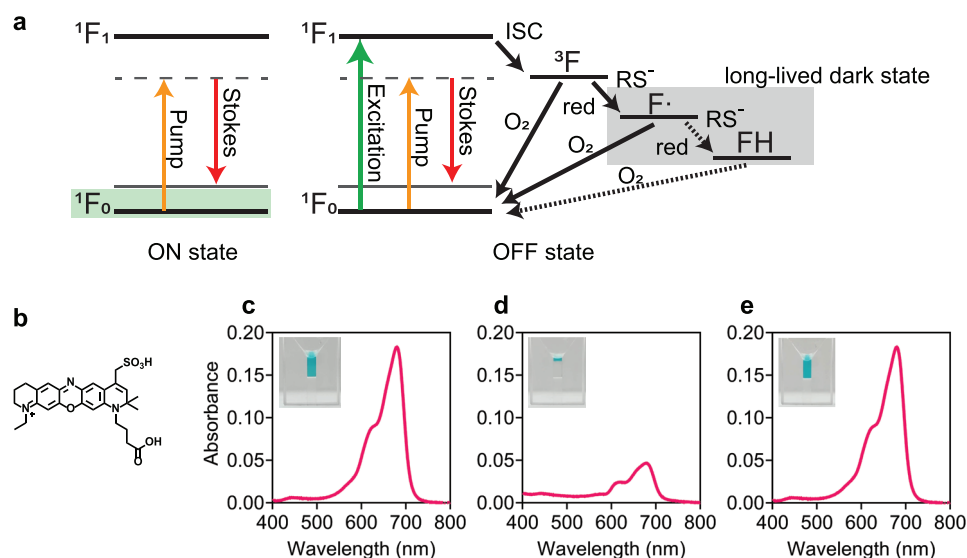 a
¹F₁
Pump
Stokes
¹F₀
ON state
¹F₁
Excitation
Pump
Stokes
¹F₀
OFF state
ISC
³F
RS⁻
red
O₂
long-lived dark state
F·
RS⁻
red
O₂
FH
O₂
b
N
O
N
+
N
SO₃H
OH
O
c
Absorbance
0.20
0.15
0.10
0.05
0.00
400 500 600 700 800
Wavelength (nm)
d
0.20
0.15
0.10
0.05
0.00
400 500 600 700 800
Wavelength (nm)
e
0.20
0.15
0.10
0.05
0.00
400 500 600 700 800
Wavelength (nm)